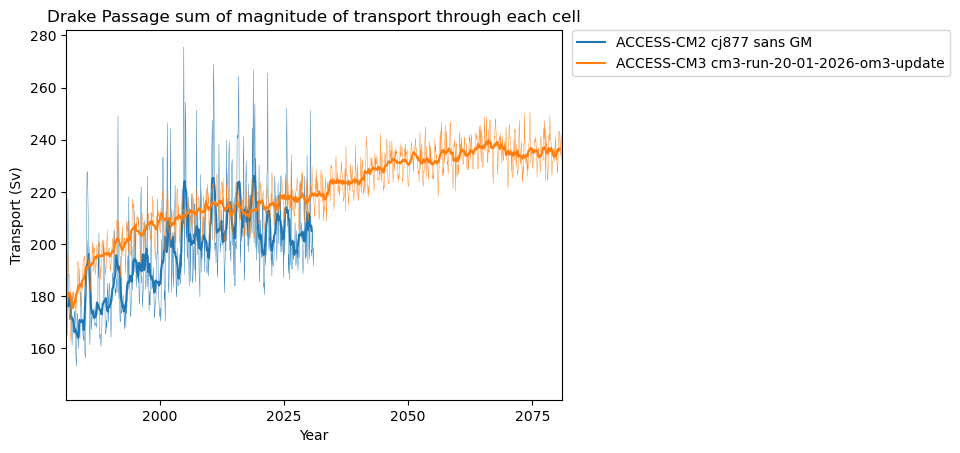 Drake Passage sum of magnitude of transport through each cell
ACCESS-CM2 cj877 sans GM
ACCESS-CM3 cm3-run-20-01-2026-om3-update
Transport (Sv)
280
260
240
220
200
180
160
2000
2025
2050
2075
Year